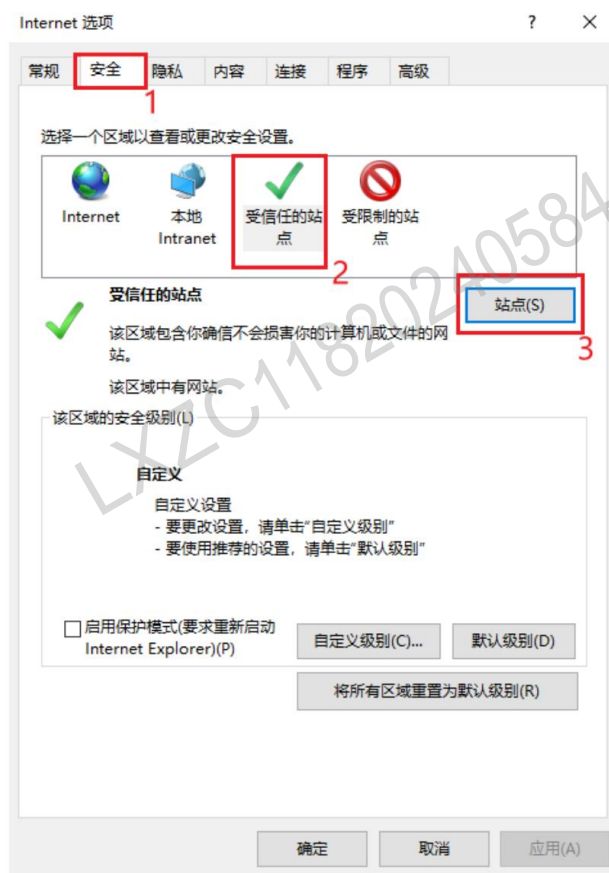 Internet 选项
常规 安全 隐私 内容 连接 程序 高级
1
选择一个区域以查看或更改安全设置。
Internet
本地
Intranet
受信任的站
点
受限制的站
点
2
受信任的站点
站点(S)
3
该区域包含你确信不会损害你的计算机或文件的网
站。
该区域中有网站。
该区域的安全级别(L)
自定义
自定义设置
- 要更改设置，请单击“自定义级别”
- 要使用推荐的设置，请单击“默认级别”
启用保护模式(要求重新启动
Internet Explorer)(P)
自定义级别(C)...
默认级别(D)
将所有区域重置为默认级别(R)
确定
取消
应用(A)
LXZC11820240584